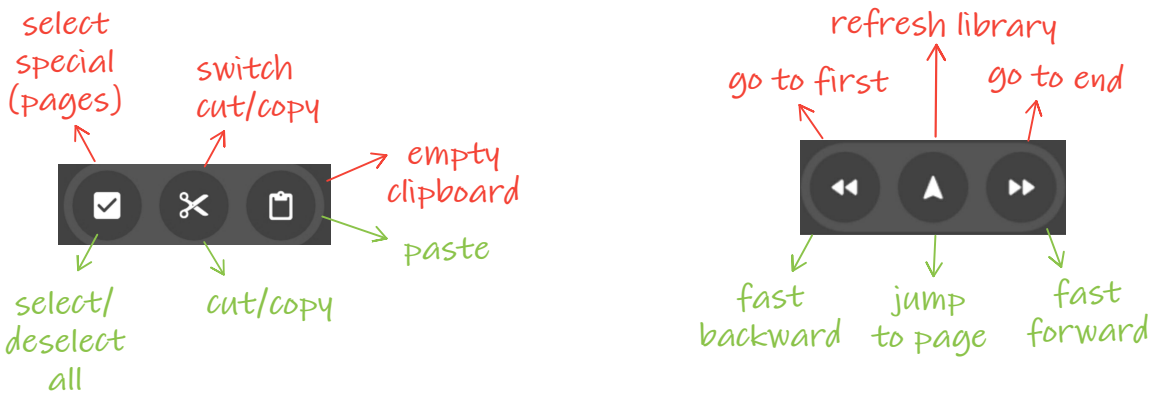 select
special
(pages)
switch
cut/copy
empty
clipboard
paste
select/
deselect
all
cut/copy
refresh library
go to first
go to end
fast
backward
jump
to page
fast
forward